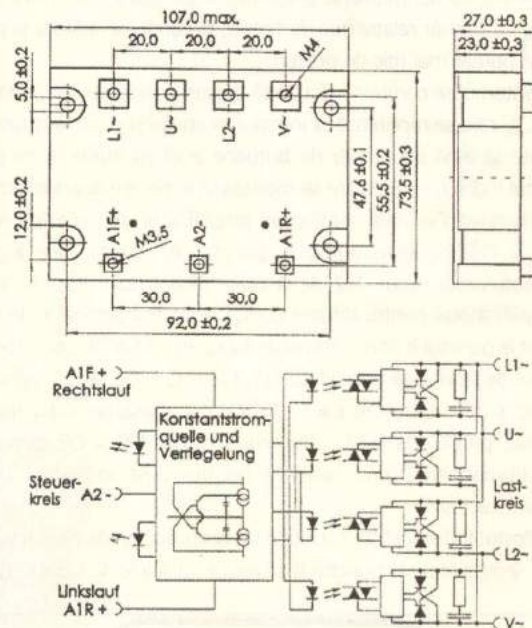 107,0 max.
20,0 20,0 20,0
M4
5,0 ±0,2
L1~ U~ L2~ V~
47,6 ±0,1
55,5 ±0,2
73,5 ±0,3
12,0 ±0,2
A1F+ A2- A1R+
M3,5
30,0 30,0
92,0 ±0,2
27,0 ±0,3
23,0 ±0,3
A1F +
Rechtslauf
Konstantstrom-
quelle und
Verriegelung
Steuer-
kreis
A2 -
Linkslauf
A1R +
L1~
U~
Last-
kreis
L2~
V~